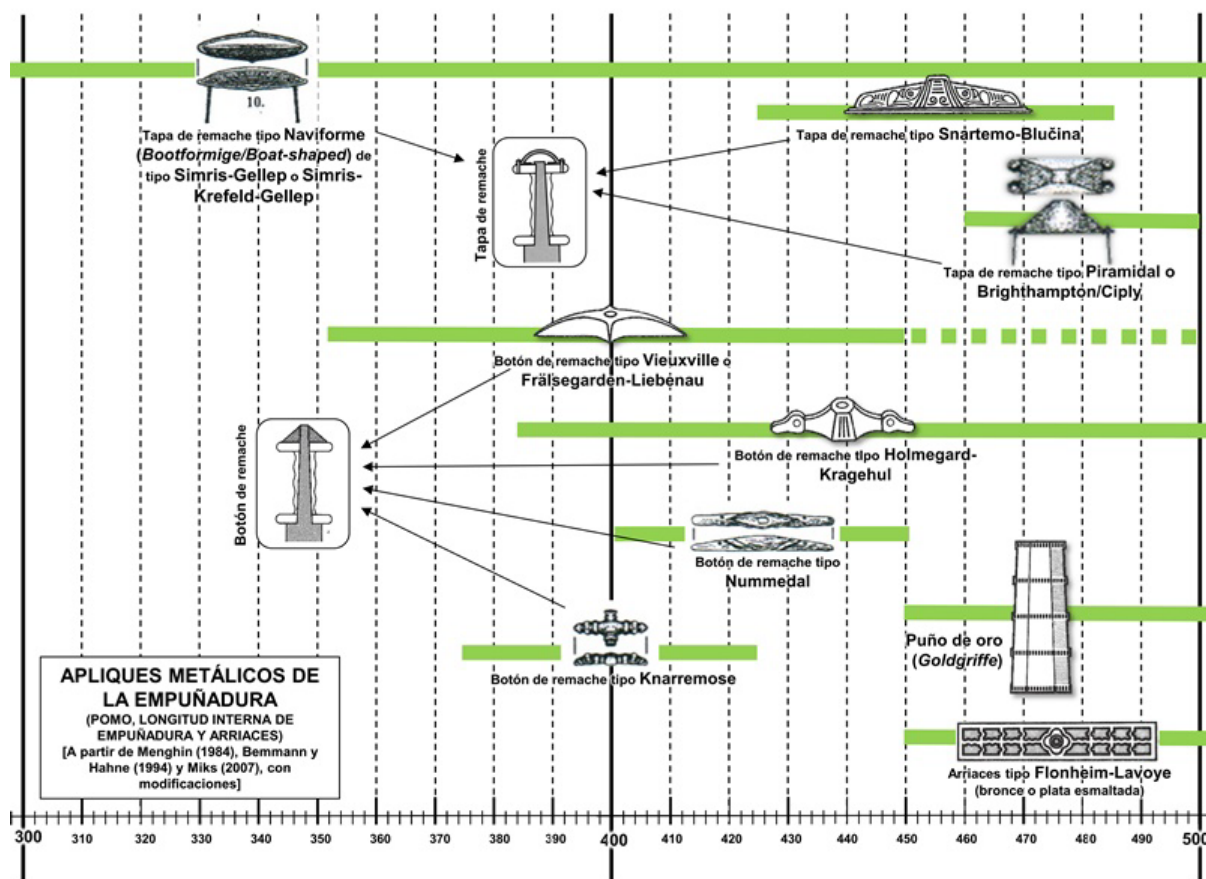 10.
Tapa de remache tipo Naviforme
(Bootformige/Boat-shaped) de
tipo Simris-Gellep o Simris-
Krefeld-Gellep
Tapa de remache
Tapa de remache tipo Snartemo-Blučina
Tapa de remache tipo Piramidal o
Brighthampton/Ciply
Botón de remache tipo Vieuxville o
Frälsegarden-Liebenau
Botón de remache
Botón de remache tipo Holmegard-
Kragehul
Botón de remache tipo
Nummedal
Botón de remache tipo Knarremose
Puño de oro
(Goldgriffe)
Arriaces tipo Flonheim-Lavoye
(bronce o plata esmaltada)
APLIQUES METÁLICOS DE
LA EMPUÑADURA
(POMO, LONGITUD INTERNA DE
EMPUÑADURA Y ARRIACES)
[A partir de Menghin (1984), Bemmann y
Hahne (1994) y Miks (2007), con
modificaciones]
300 310 320 330 340 350 360 370 380 390 400 410 420 430 440 450 460 470 480 490 500